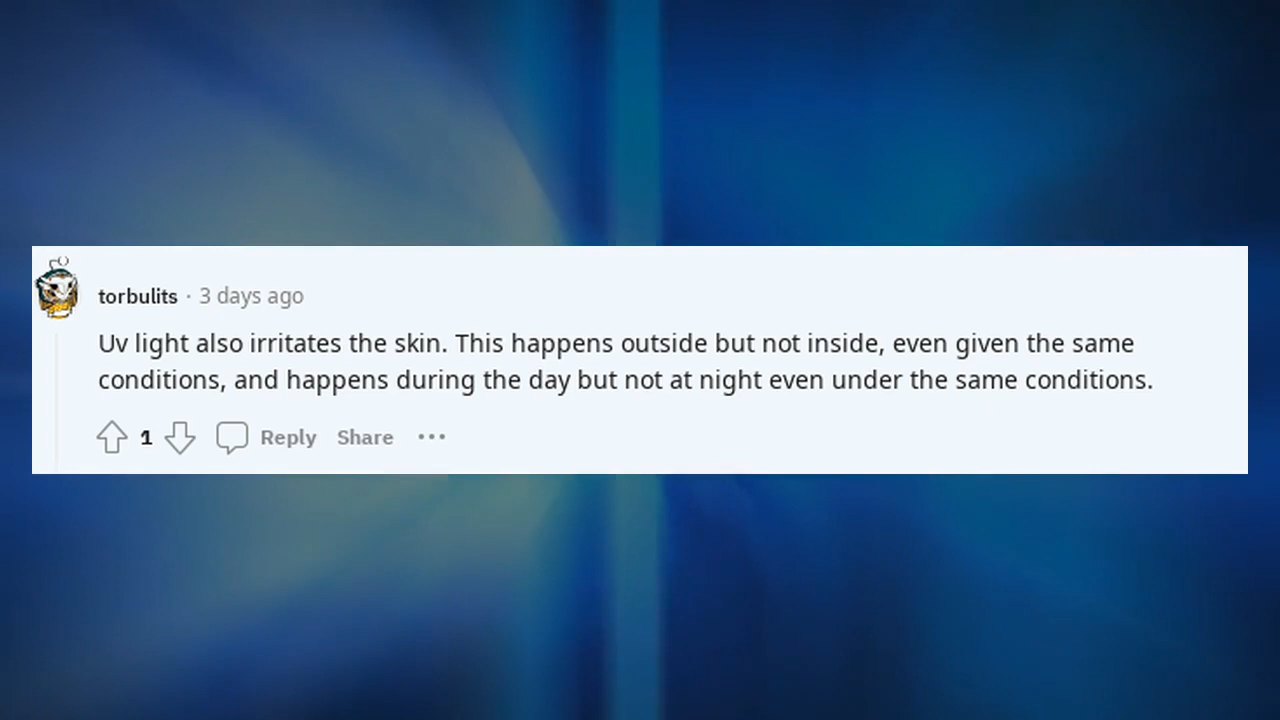 torbulits · 3 days ago
Uv light also irritates the skin. This happens outside but not inside, even given the same
conditions, and happens during the day but not at night even under the same conditions.
1 Reply Share